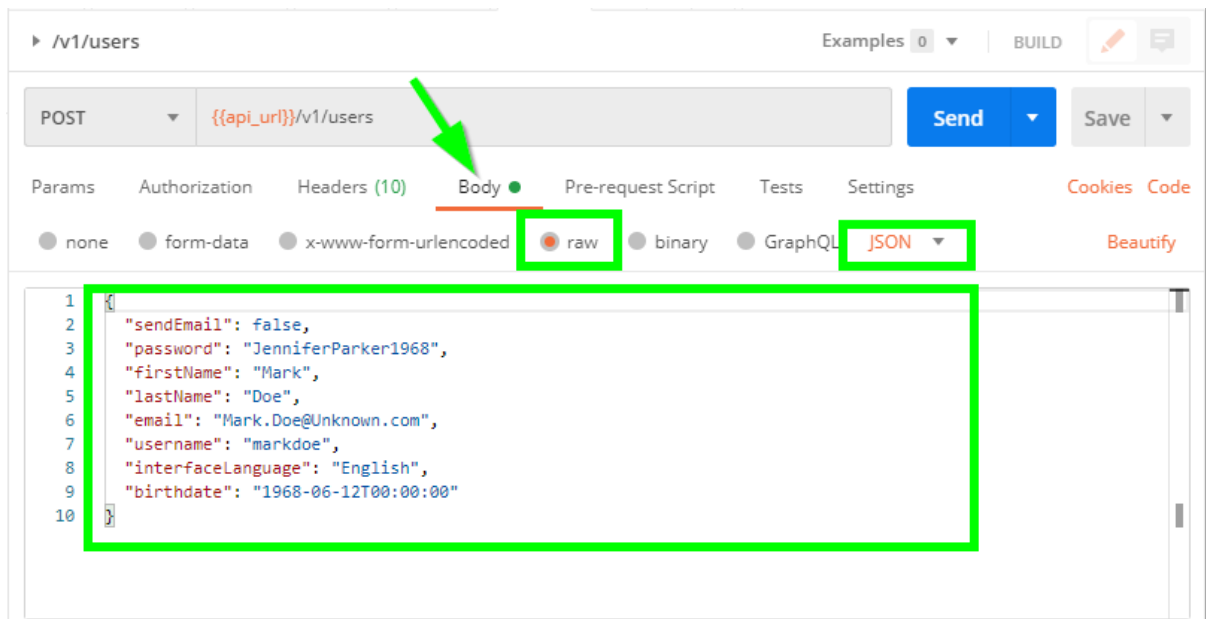 /v1/users Examples 0 BUILD
POST {{api_url}}/v1/users Send Save
Params Authorization Headers (10) Body Pre-request Script Tests Settings Cookies Code
none form-data x-www-form-urlencoded raw binary GraphQL JSON Beautify
1 {
2 "sendEmail": false,
3 "password": "JenniferParker1968",
4 "firstName": "Mark",
5 "lastName": "Doe",
6 "email": "Mark.Doe@Unknown.com",
7 "username": "markdoe",
8 "interfaceLanguage": "English",
9 "birthdate": "1968-06-12T00:00:00"
10 }